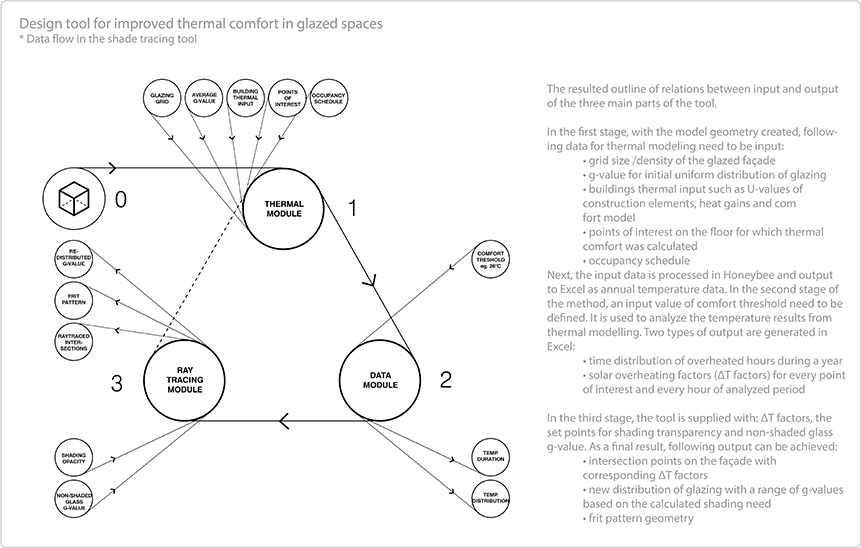 Design tool for improved thermal comfort in glazed spaces
* Data flow in the shade tracing tool
GLAZING
GRID
AVERAGE
G-VALUE
BUILDING
THERMAL
INPUT
POINTS
OF
INTEREST
OCCUPANCY
SCHEDULE
0
THERMAL
MODULE
1
RE-
DISTRIBUTED
G-VALUE
FRIT
PATTERN
RAYTRACED
INTER-
SECTIONS
COMFORT
TRESHOLD
eg. 26°C
3
RAY
TRACING
MODULE
DATA
MODULE
2
SHADING
OPACITY
NON-SHADED
GLASS
G-VALUE
TEMP.
DURATION
TEMP.
DISTRIBUTION
The resulted outline of relations between input and output
of the three main parts of the tool.
In the first stage, with the model geometry created, follow-
ing data for thermal modeling need to be input:
• grid size /density of the glazed façade
• g-value for initial uniform distribution of glazing
• buildings thermal input such as U-values of
construction elements, heat gains and com
fort model
• points of interest on the floor for which thermal
comfort was calculated
• occupancy schedule
Next, the input data is processed in Honeybee and output
to Excel as annual temperature data. In the second stage of
the method, an input value of comfort threshold need to be
defined. It is used to analyze the temperature results from
thermal modelling. Two types of output are generated in
Excel:
• time distribution of overheated hours during a year
• solar overheating factors (ΔT factors) for every point
of interest and every hour of analyzed period
In the third stage, the tool is supplied with: ΔT factors, the
set points for shading transparency and non-shaded glass
g-value. As a final result, following output can be achieved:
• intersection points on the façade with
corresponding ΔT factors
• new distribution of glazing with a range of g-values
based on the calculated shading need
• frit pattern geometry